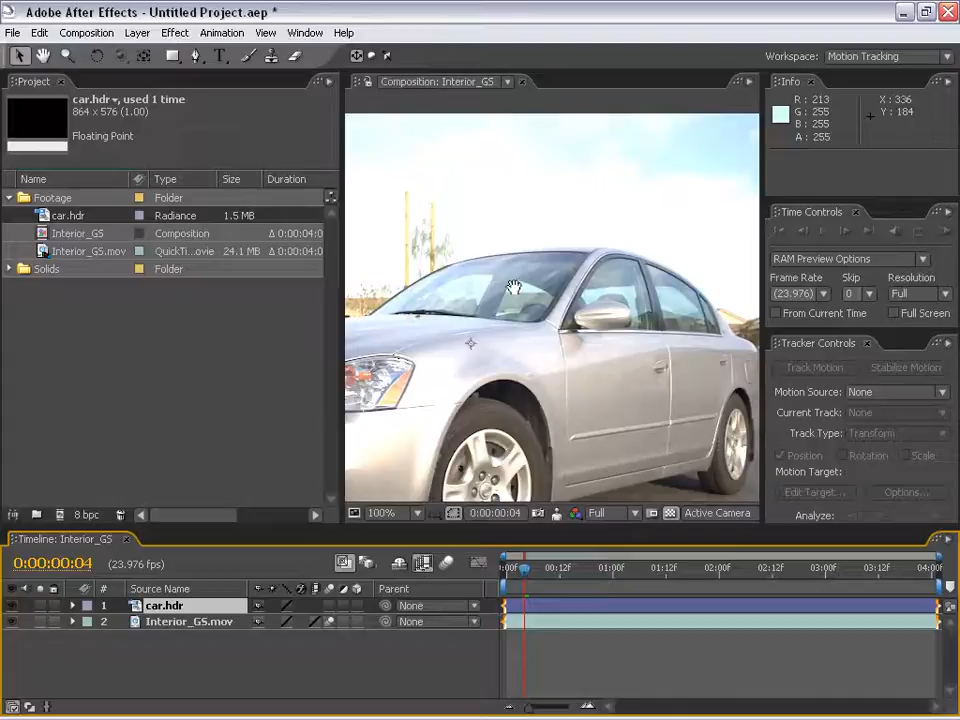 Adobe After Effects - Untitled Project.aep *
File Edit Composition Layer Effect Animation View Window Help
Workspace: Motion Tracking
Project
car.hdr, used 1 time
864 x 576 (1.00)
Floating Point
Name Type Size Duration
Footage Folder
car.hdr Radiance 1.5 MB
Interior_GS Composition Δ 0:00:04:0
Interior_GS.mov QuickTi...ovie 24.1 MB Δ 0:00:04:0
Solids Folder
8 bpc
Composition: Interior_GS
100% 0:00:00:04 Full Active Camera
Info
R : 213 X : 336
G : 255 Y : 184
B : 255
A : 255
Time Controls
RAM Preview Options
Frame Rate Skip Resolution
(23.976) 0 Full
From Current Time Full Screen
Tracker Controls
Track Motion Stabilize Motion
Motion Source: None
Current Track: None
Track Type: Transform
Position Rotation Scale
Motion Target:
Edit Target... Options...
Analyze:
Timeline: Interior_GS
0:00:00:04 (23.976 fps)
:00f 00:12f 01:00f 01:12f 02:00f 02:12f 03:00f 03:12f 04:00f
# Source Name Parent
1 car.hdr None
2 Interior_GS.mov None